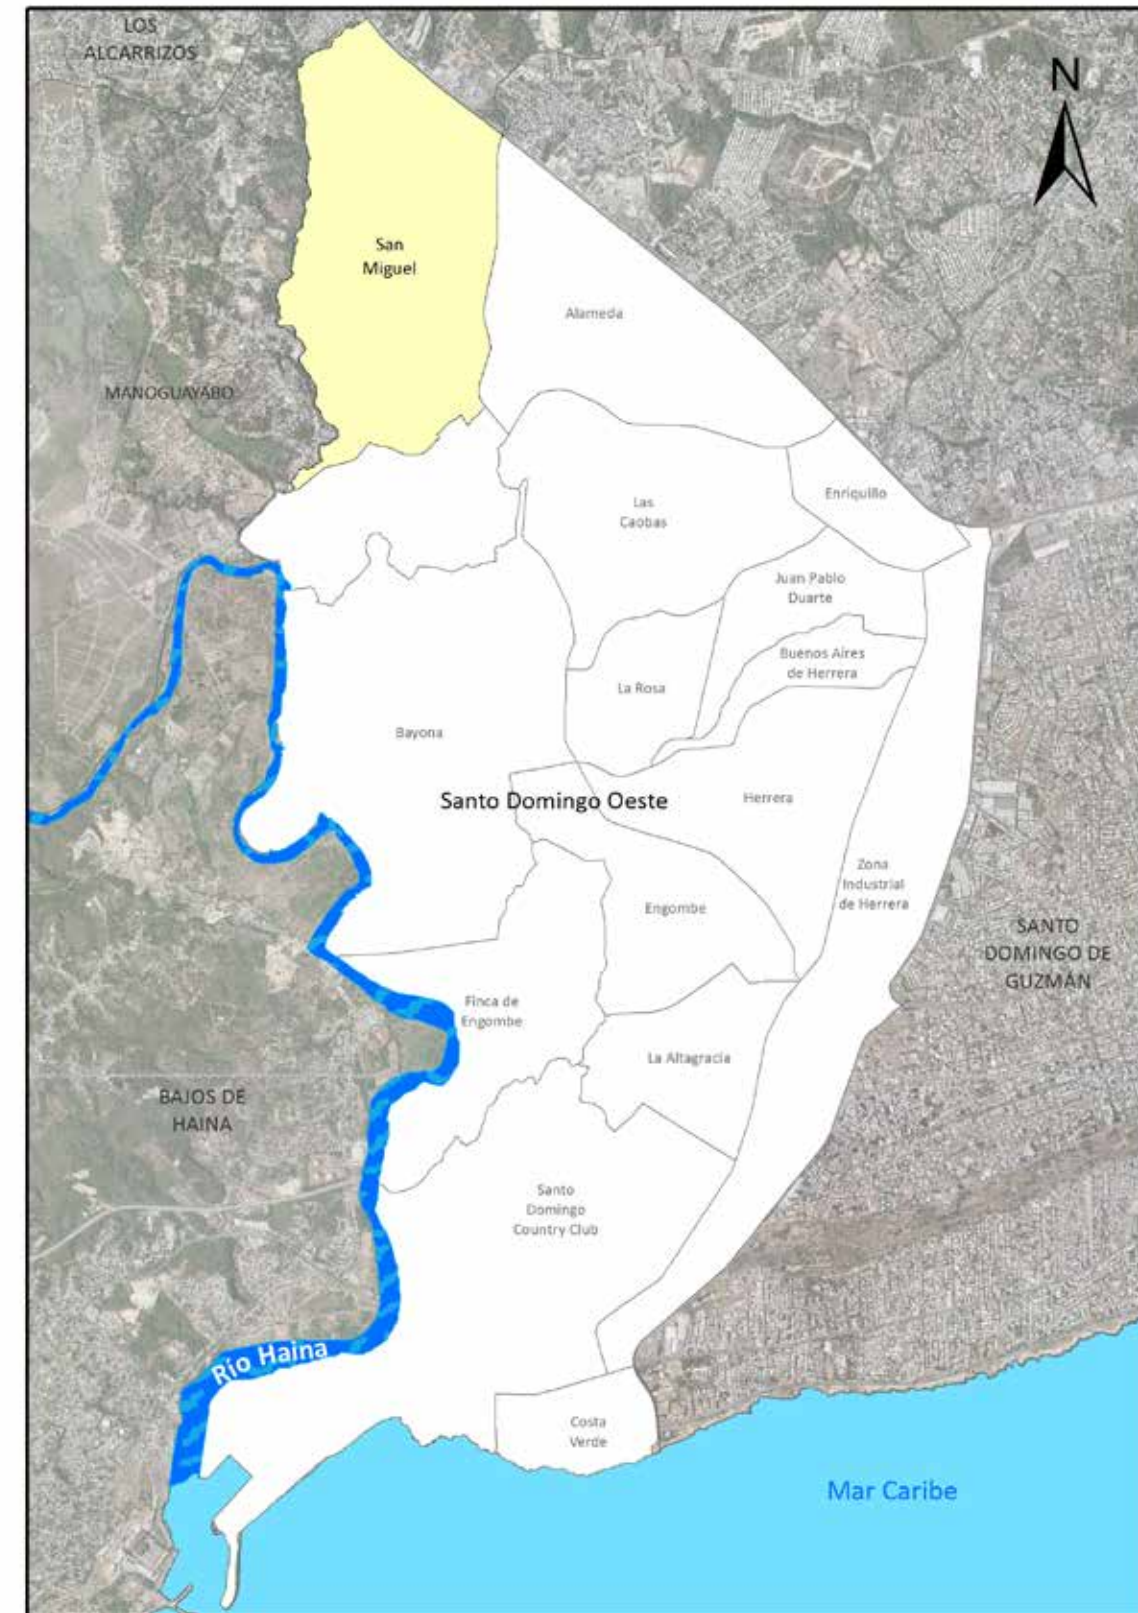 LOS
ALCARRIZOS
N
San
Miguel
Alameda
MANOGUAYABO
Las
Caobas
Enriquillo
Juan Pablo
Duarte
Buenos Aires
de Herrera
La Rosa
Bayona
Santo Domingo Oeste
Herrera
Zona
Industrial
de Herrera
Engombe
SANTO
DOMINGO DE
GUZMÁN
Finca de
Engombe
La Altagracia
BAJOS DE
HAINA
Santo
Domingo
Country Club
Río Haina
Costa
Verde
Mar Caribe